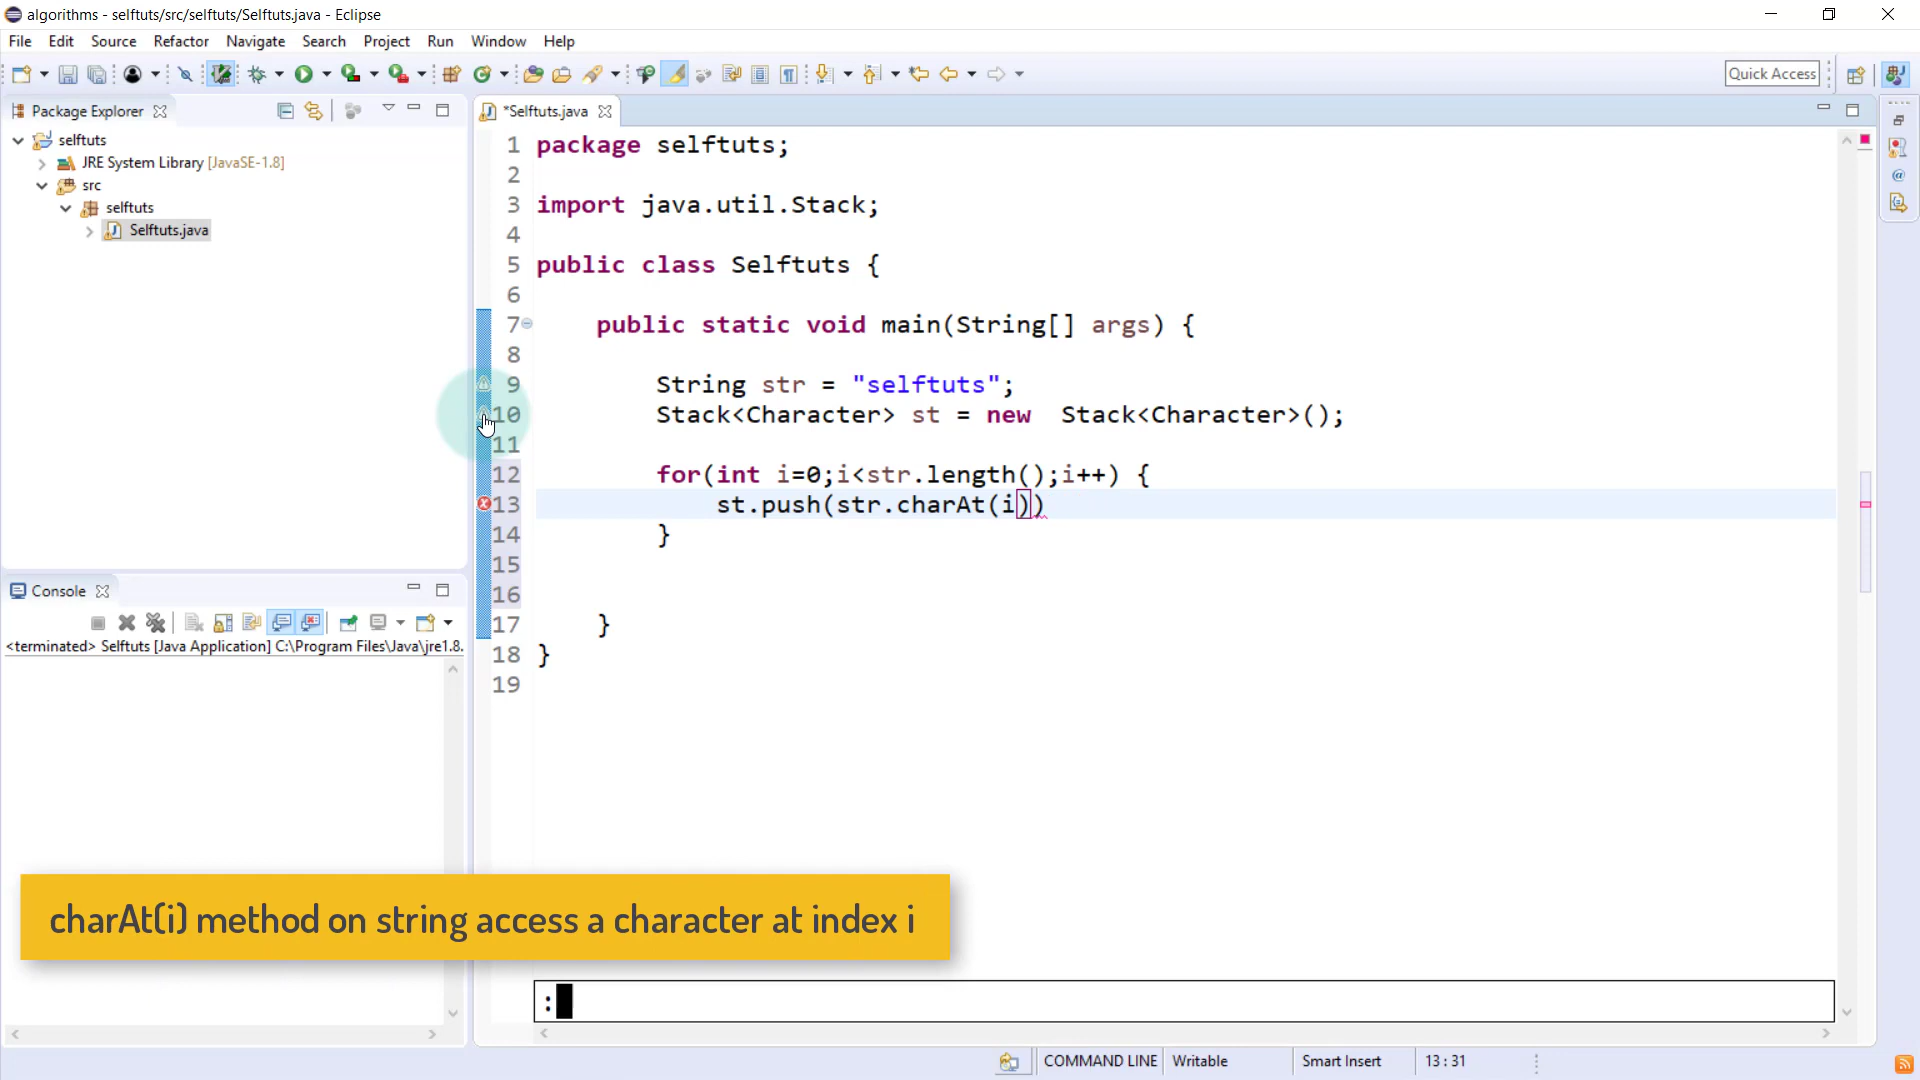 algorithms - selftuts/src/selftuts/Selftuts.java - Eclipse
File Edit Source Refactor Navigate Search Project Run Window Help
Quick Access
Package Explorer
selftuts
JRE System Library [JavaSE-1.8]
src
selftuts
Selftuts.java
*Selftuts.java
1 package selftuts;
2
3 import java.util.Stack;
4
5 public class Selftuts {
6
7 public static void main(String[] args) {
8
9 String str = "selftuts";
10 Stack<Character> st = new  Stack<Character>();
11
12 for(int i=0;i<str.length();i++) {
13 st.push(str.charAt(i))
14 }
15
16
17 }
18 }
19
Console
<terminated> Selftuts [Java Application] C:\Program Files\Java\jre1.8.
charAt(i) method on string access a character at index i
:
COMMAND LINE Writable Smart Insert 13 : 31